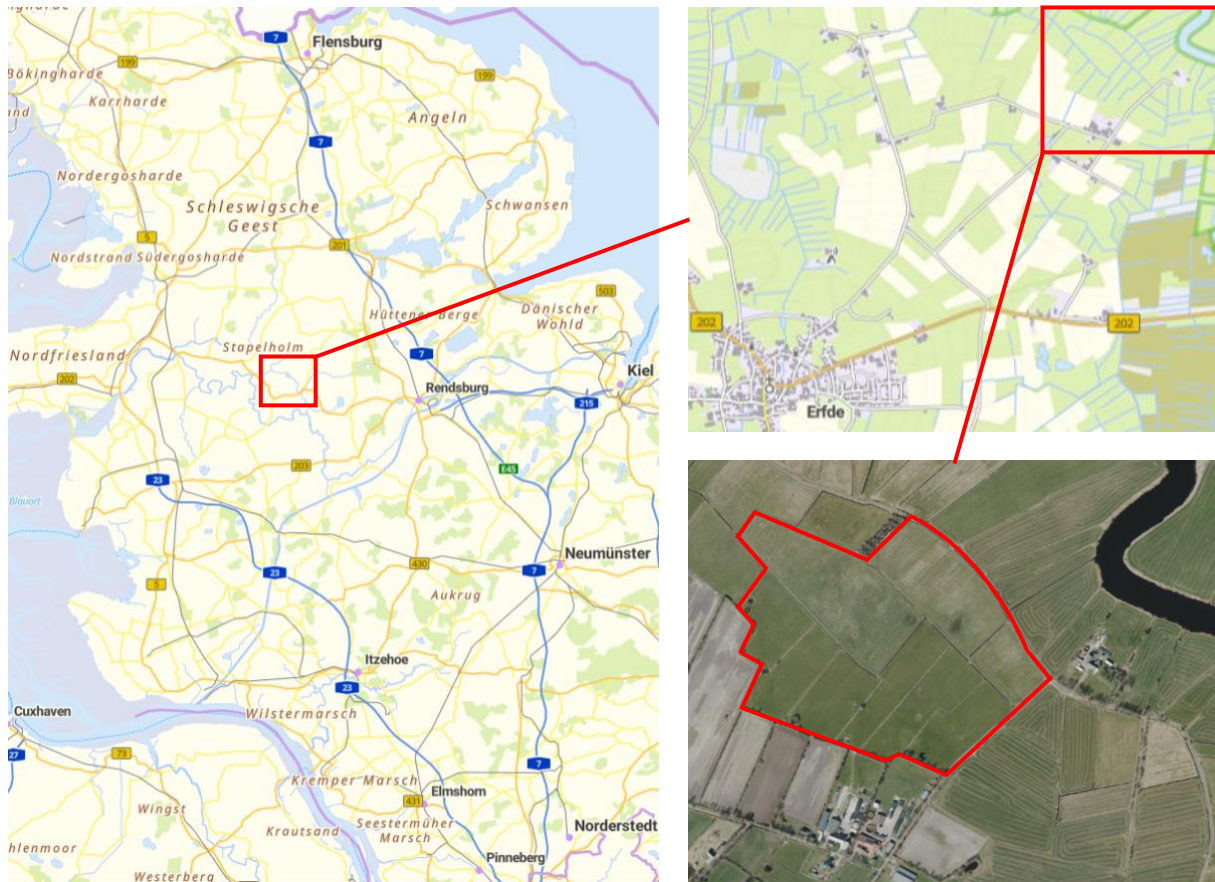 ngharde
7
Flensburg
199
199
Bökingharde
Karrharde
Angeln
and
7
Nordergosharde
Schleswigsche
Geest
Schwansen
5
201
Nordstrand
Südergosharde
503
Dänischer
Wohld
Hüttener Berge
Stapelholm
7
Nordfriesland
202
Kiel
Rendsburg
215
203
E45
23
Blauort
Neumünster
430
7
23
5
Aukrug
Itzehoe
23
Wilstermarsch
Cuxhaven
73
27
7
Kremper Marsch
Elmshorn
431
Wingst
Seestermüher
Marsch
Krautsand
Norderstedt
hlenmoor
Pinneberg
Westerberg
202
202
Erfde